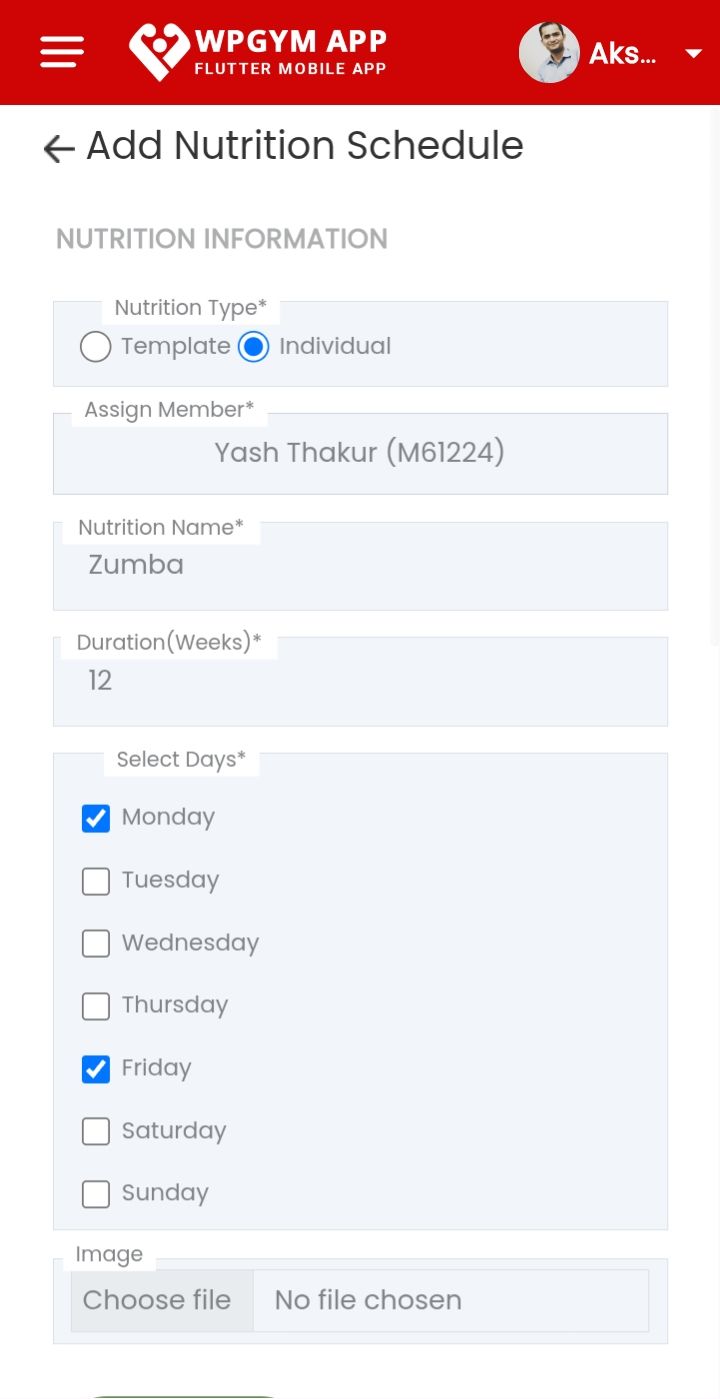 WPGYM APP
FLUTTER MOBILE APP
Aks...
Add Nutrition Schedule
NUTRITION INFORMATION
Nutrition Type*
Template Individual
Assign Member*
Yash Thakur (M61224)
Nutrition Name*
Zumba
Duration(Weeks)*
12
Select Days*
Monday
Tuesday
Wednesday
Thursday
Friday
Saturday
Sunday
Image
Choose file No file chosen